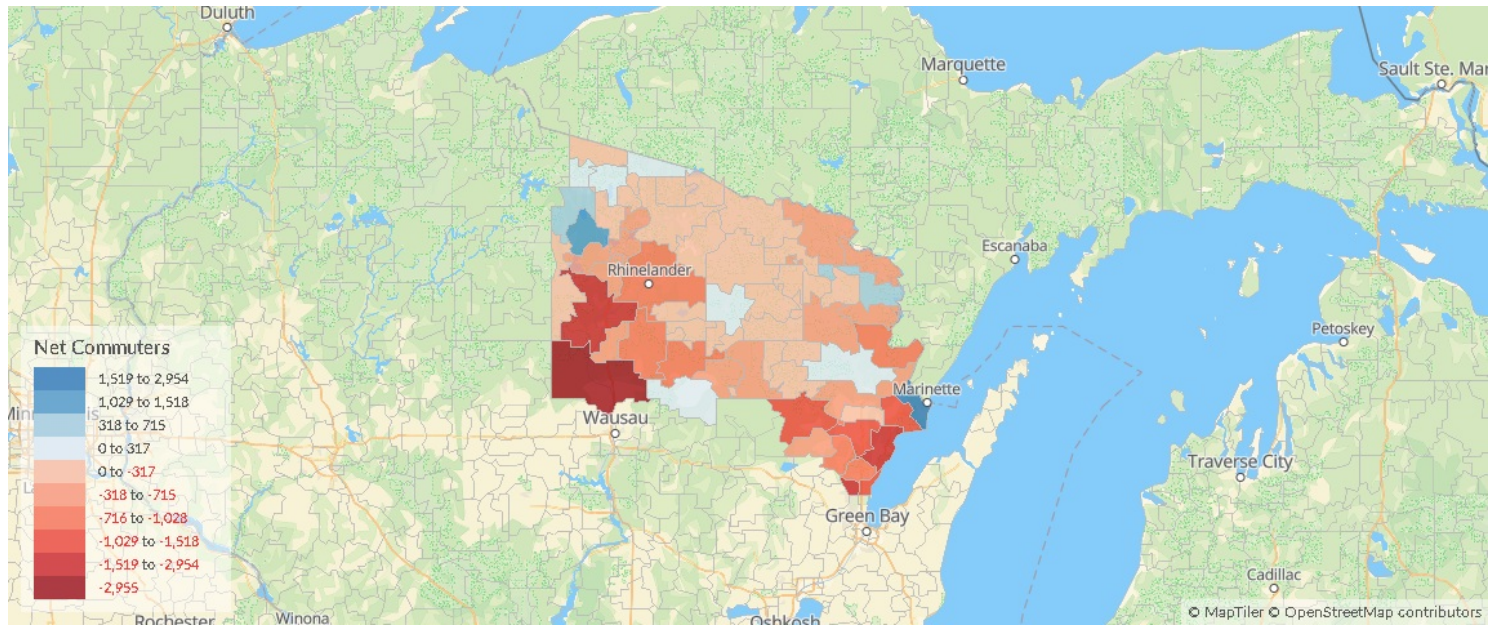 Duluth
Marquette
Sault Ste. Mar
Escanaba
Rhinelander
Petoskey
Net Commuters
1,519 to 2,954
1,029 to 1,518
318 to 715
0 to 317
0 to -317
-318 to -715
-716 to -1,028
-1,029 to -1,518
-1,519 to -2,954
-2,955
Marinette
Wausau
Traverse City
Green Bay
Cadillac
Rochester
Winona
Oshkosh
© MapTiler © OpenStreetMap contributors